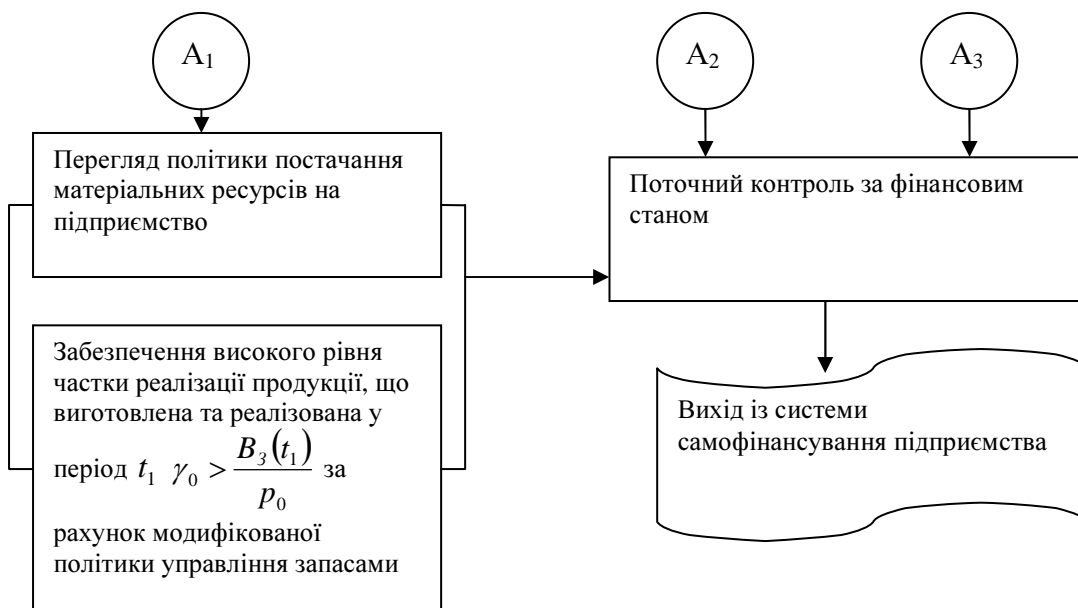 A₁
A₂
A₃
Перегляд політики постачання
матеріальних ресурсів на
підприємство
Поточний контроль за фінансовим
станом
Забезпечення високого рівня
частки реалізації продукції, що
виготовлена та реалізована у
період t₁ γ₀ > B₃(t₁) / p₀ за
рахунок модифікованої
політики управління запасами
Вихід із системи
самофінансування підприємства